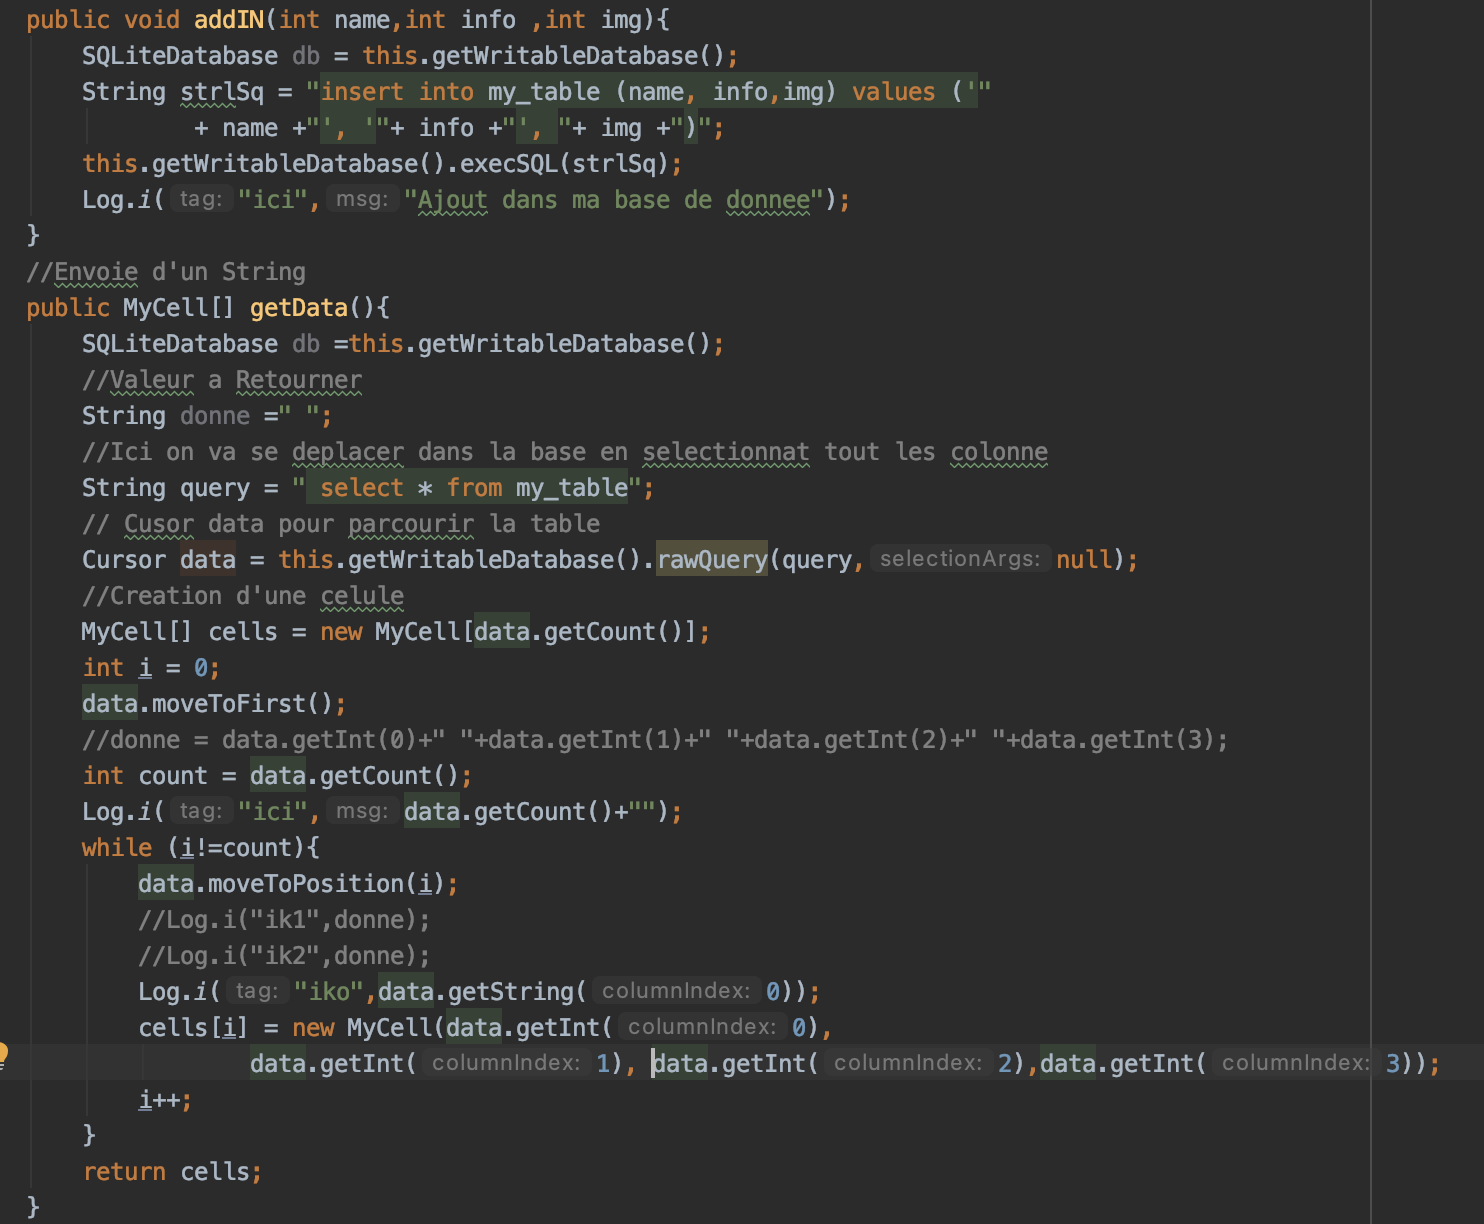 public void addIN(int name,int info ,int img){
SQLiteDatabase db = this.getWritableDatabase();
String strlSq = "insert into my_table (name, info,img) values ('"
+ name +"', '"+ info +"', "+ img +")";
this.getWritableDatabase().execSQL(strlSq);
Log.i( tag: "ici", msg: "Ajout dans ma base de donnee");
}
//Envoie d'un String
public MyCell[] getData(){
SQLiteDatabase db =this.getWritableDatabase();
//Valeur a Retourner
String donne =" ";
//Ici on va se deplacer dans la base en selectionnat tout les colonne
String query = " select * from my_table";
// Cusor data pour parcourir la table
Cursor data = this.getWritableDatabase().rawQuery(query, selectionArgs: null);
//Creation d'une celule
MyCell[] cells = new MyCell[data.getCount()];
int i = 0;
data.moveToFirst();
//donne = data.getInt(0)+" "+data.getInt(1)+" "+data.getInt(2)+" "+data.getInt(3);
int count = data.getCount();
Log.i( tag: "ici", msg: data.getCount()+"");
while (i!=count){
data.moveToPosition(i);
//Log.i("ik1",donne);
//Log.i("ik2",donne);
Log.i( tag: "iko",data.getString( columnIndex: 0));
cells[i] = new MyCell(data.getInt( columnIndex: 0),
data.getInt( columnIndex: 1), data.getInt( columnIndex: 2),data.getInt( columnIndex: 3));
i++;
}
return cells;
}